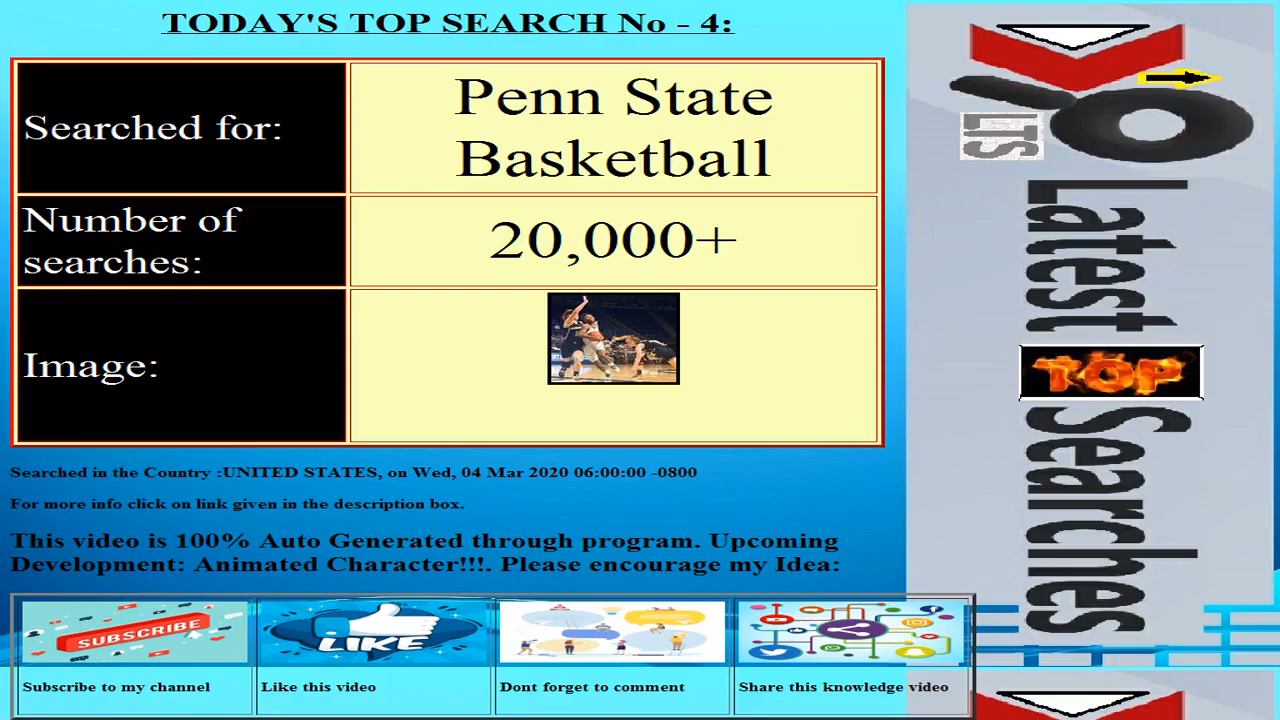 TODAY'S TOP SEARCH No - 4:
Searched for:
Penn State
Basketball
Number of
searches:
20,000+
Image:
Searched in the Country :UNITED STATES, on Wed, 04 Mar 2020 06:00:00 -0800
For more info click on link given in the description box.
This video is 100% Auto Generated through program. Upcoming
Development: Animated Character!!!. Please encourage my Idea:
SUBSCRIBE
LIKE
Subscribe to my channel
Like this video
Dont forget to comment
Share this knowledge video
LTS
Latest
TOP
Searches